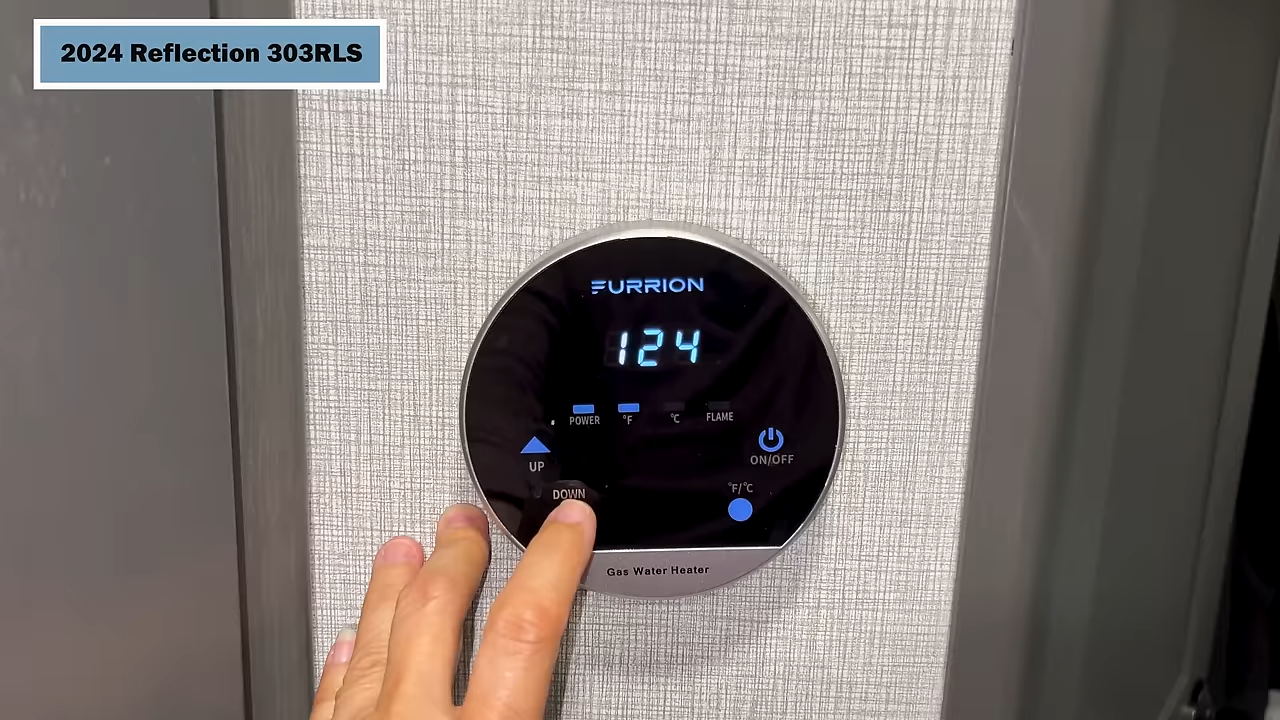 2024 Reflection 303RLS
FURRION
124
POWER °F °C FLAME
UP
ON/OFF
DOWN
°F/°C
Gas Water Heater